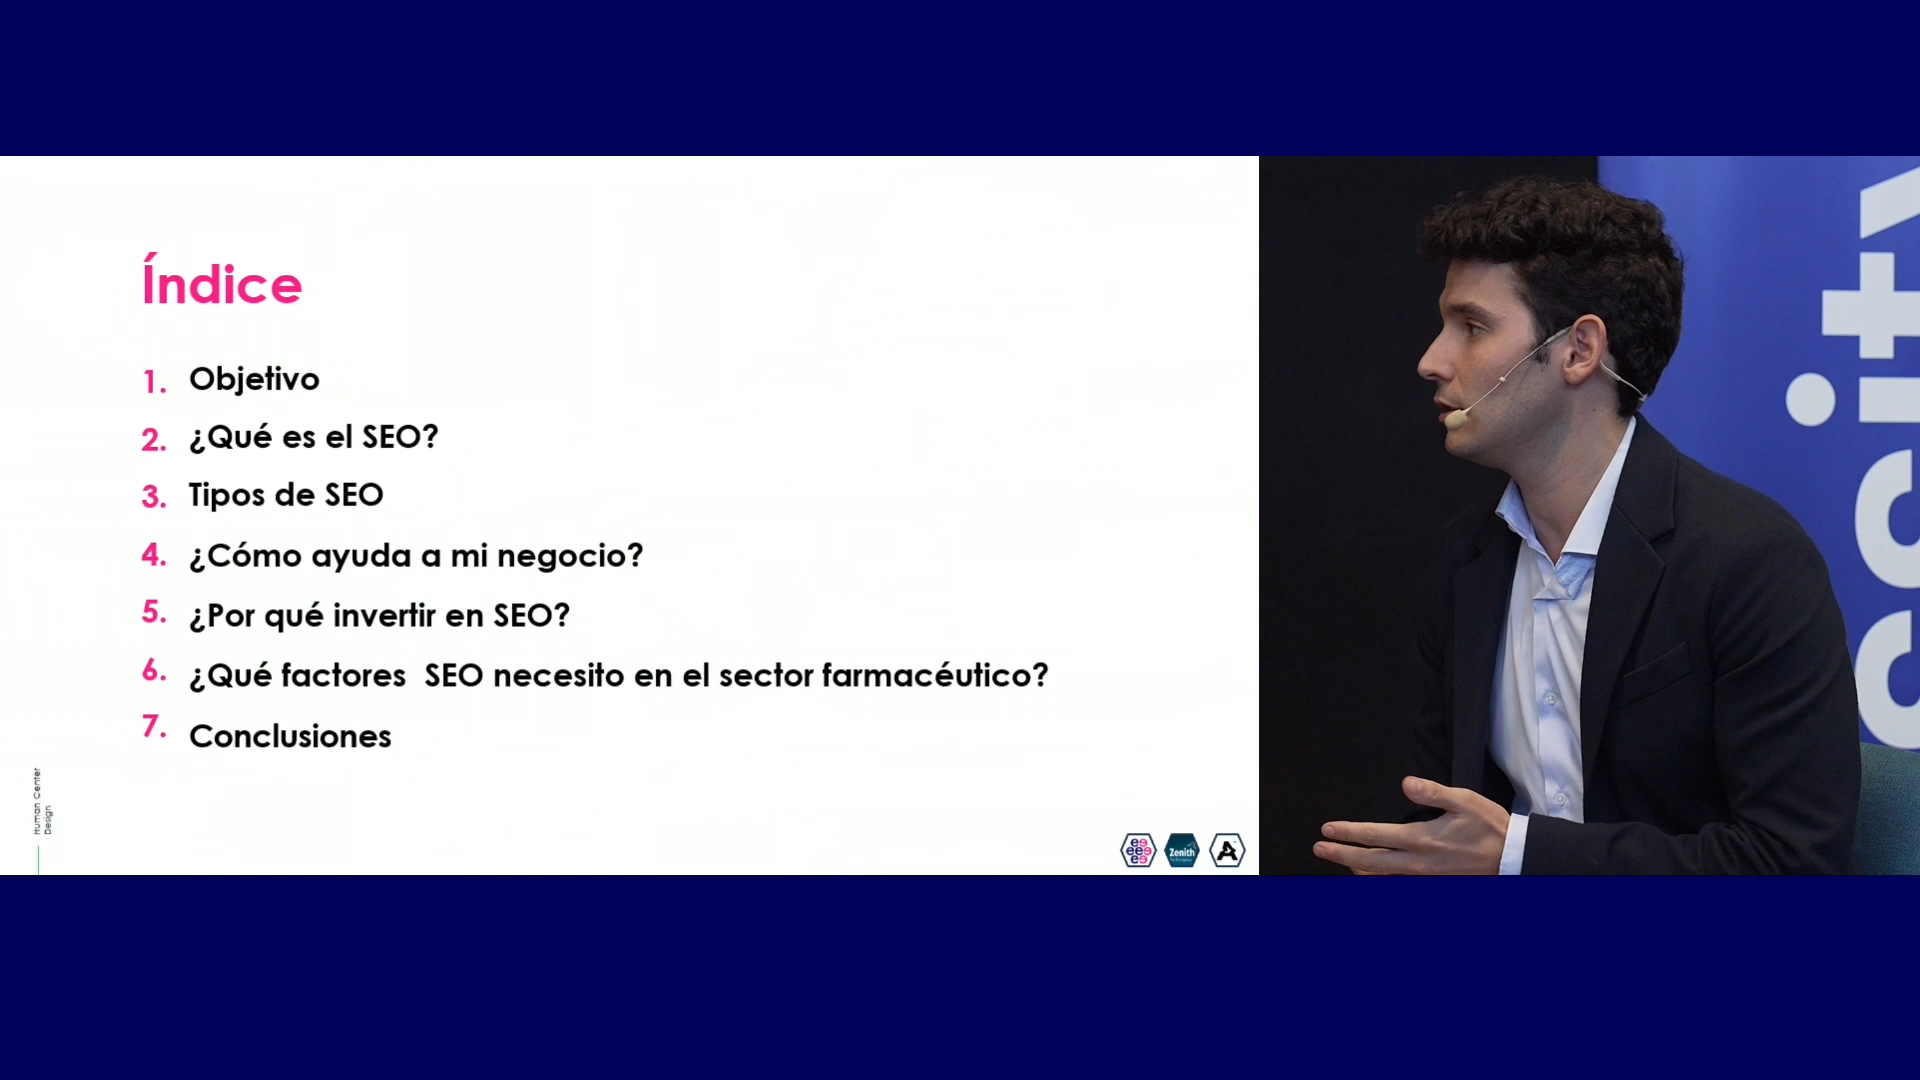 Índice
1. Objetivo
2. ¿Qué es el SEO?
3. Tipos de SEO
4. ¿Cómo ayuda a mi negocio?
5. ¿Por qué invertir en SEO?
6. ¿Qué factores  SEO necesito en el sector farmacéutico?
7. Conclusiones
Human Center
Design
Zenith